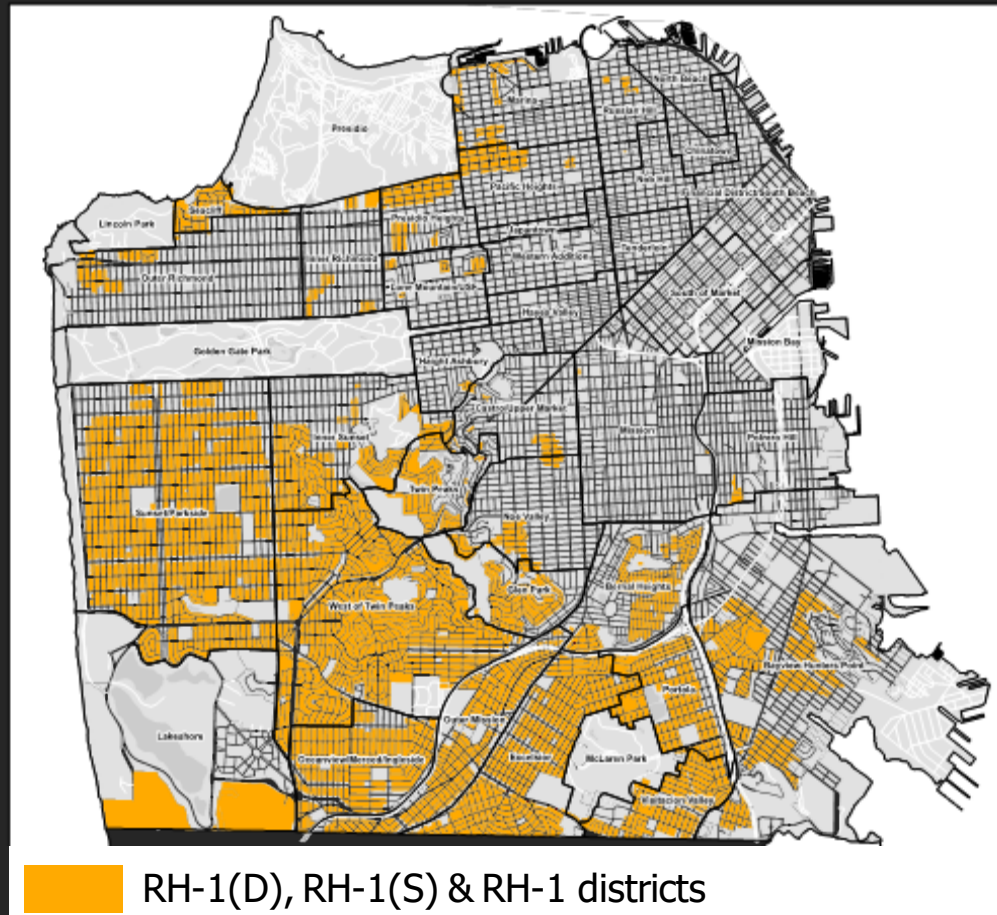 North Beach
Marina
Russian Hill
Presidio
Chinatown
Nob Hill
Pacific Heights
Financial District/South Beach
Seacliff
Lincoln Park
Presidio Heights
Japantown
Tenderloin
Western Addition
Inner Richmond
Outer Richmond
Lone Mountain/USF
South of Market
Hayes Valley
Mission Bay
Golden Gate Park
Haight Ashbury
Castro/Upper Market
Mission
Potrero Hill
Inner Sunset
Twin Peaks
Sunset/Parkside
Noe Valley
Glen Park
Bernal Heights
West of Twin Peaks
Bayview Hunters Point
Portola
Outer Mission
Lakeshore
Oceanview/Merced/Ingleside
Excelsior
McLaren Park
Visitacion Valley
RH-1(D), RH-1(S) & RH-1 districts